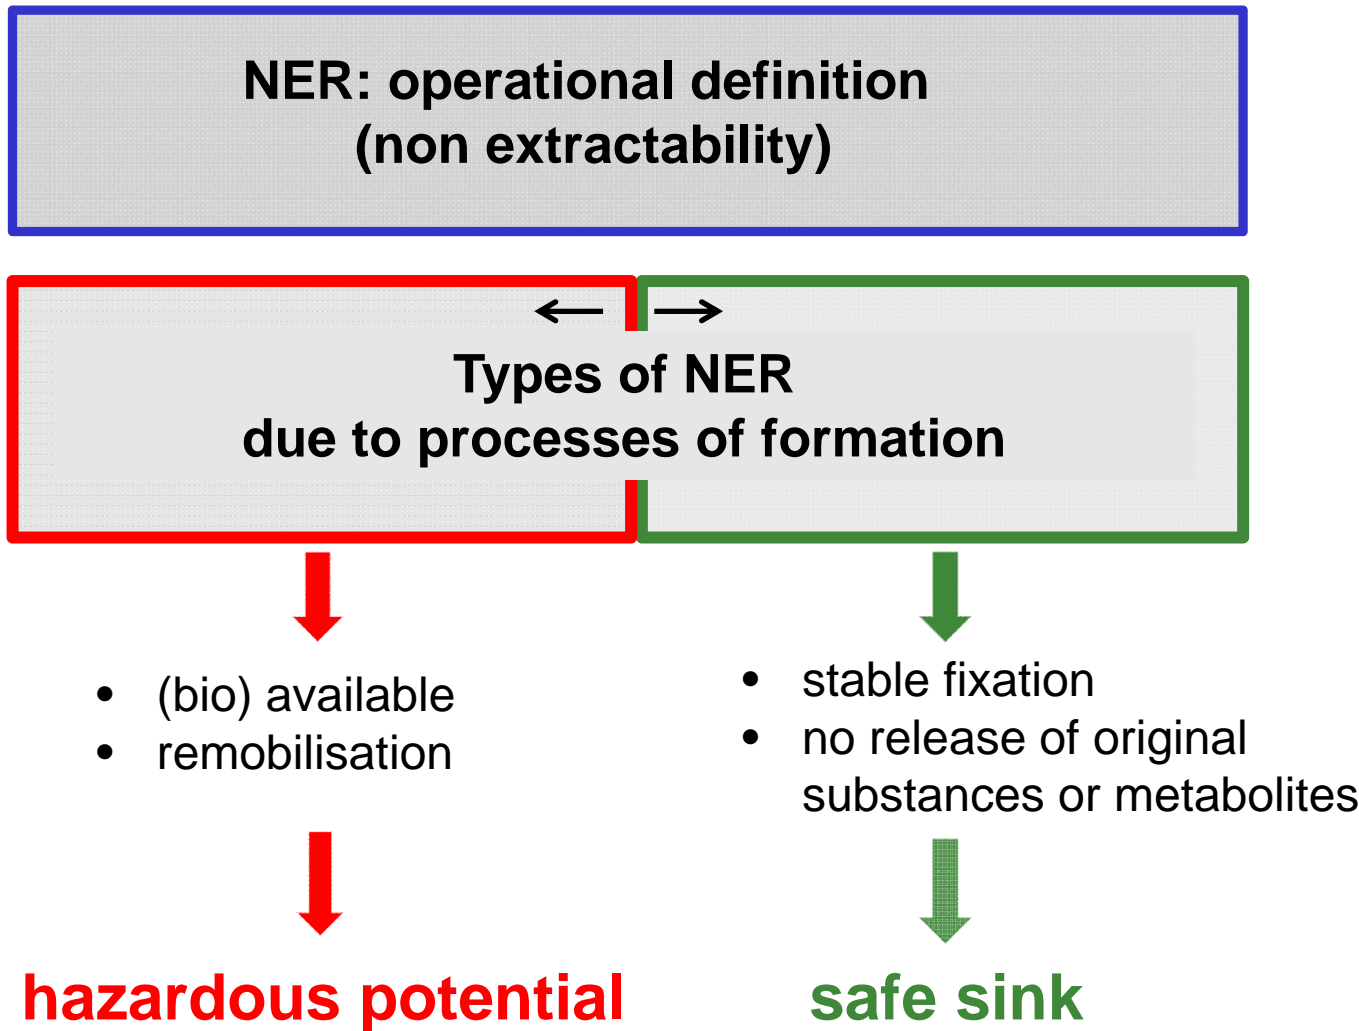 NER: operational definition
(non extractability)
Types of NER
due to processes of formation
• (bio) available
• remobilisation
• stable fixation
• no release of original
substances or metabolites
hazardous potential
safe sink